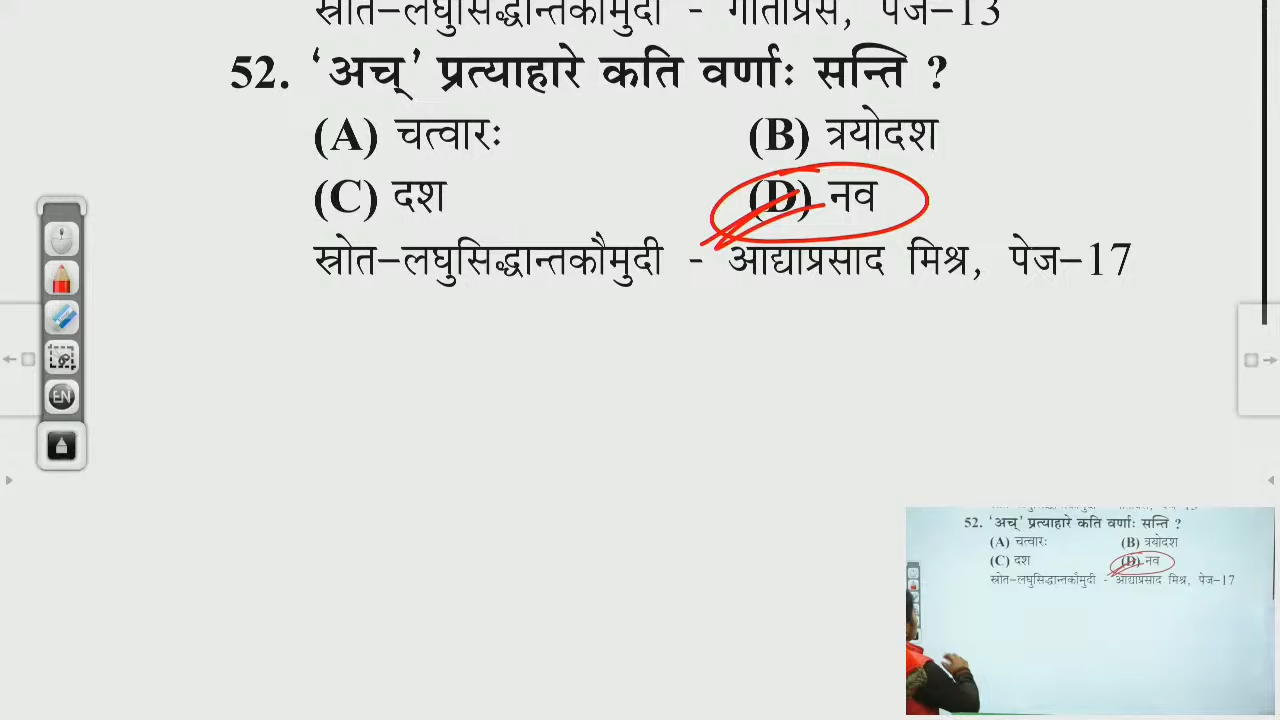 स्रोत-लघुसिद्धान्तकौमुदी - गीताप्रेस, पेज-13
52. 'अच्' प्रत्याहारे कति वर्णाः सन्ति ?
(A) चत्वारः (B) त्रयोदश
(C) दश (D) नव
स्रोत-लघुसिद्धान्तकौमुदी - आद्याप्रसाद मिश्र, पेज-17
EN
52. 'अच्' प्रत्याहारे कति वर्णाः सन्ति ?
(A) चत्वारः (B) त्रयोदश
(C) दश (D) नव
स्रोत-लघुसिद्धान्तकौमुदी - आद्याप्रसाद मिश्र, पेज-17